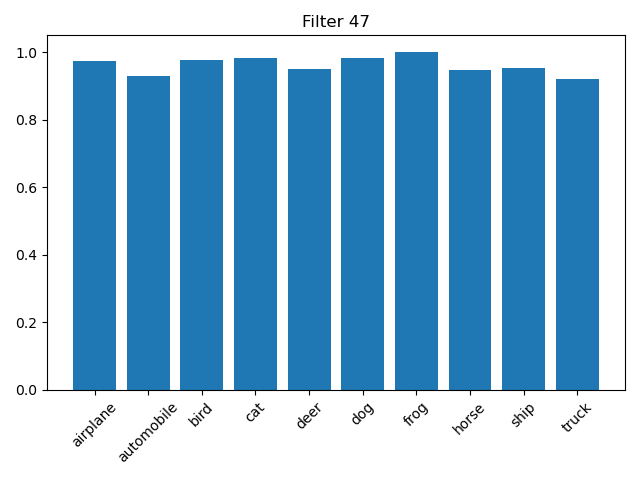 Filter 47
1.0
0.8
0.6
0.4
0.2
0.0
airplane
automobile
bird
cat
deer
dog
frog
horse
ship
truck